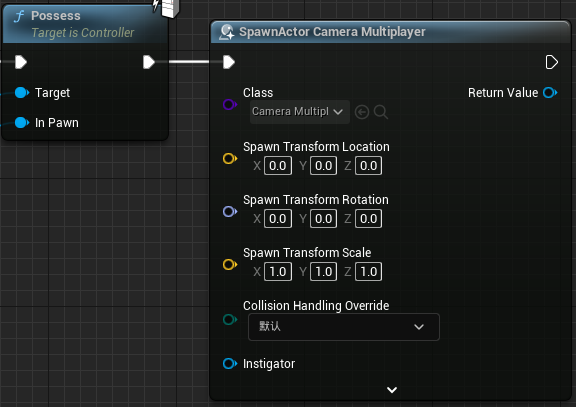 Possess
Target is Controller
Target
In Pawn
SpawnActor Camera Multiplayer
Class
Camera Multipl
Return Value
Spawn Transform Location
X 0.0 Y 0.0 Z 0.0
Spawn Transform Rotation
X 0.0 Y 0.0 Z 0.0
Spawn Transform Scale
X 1.0 Y 1.0 Z 1.0
Collision Handling Override
默认
Instigator